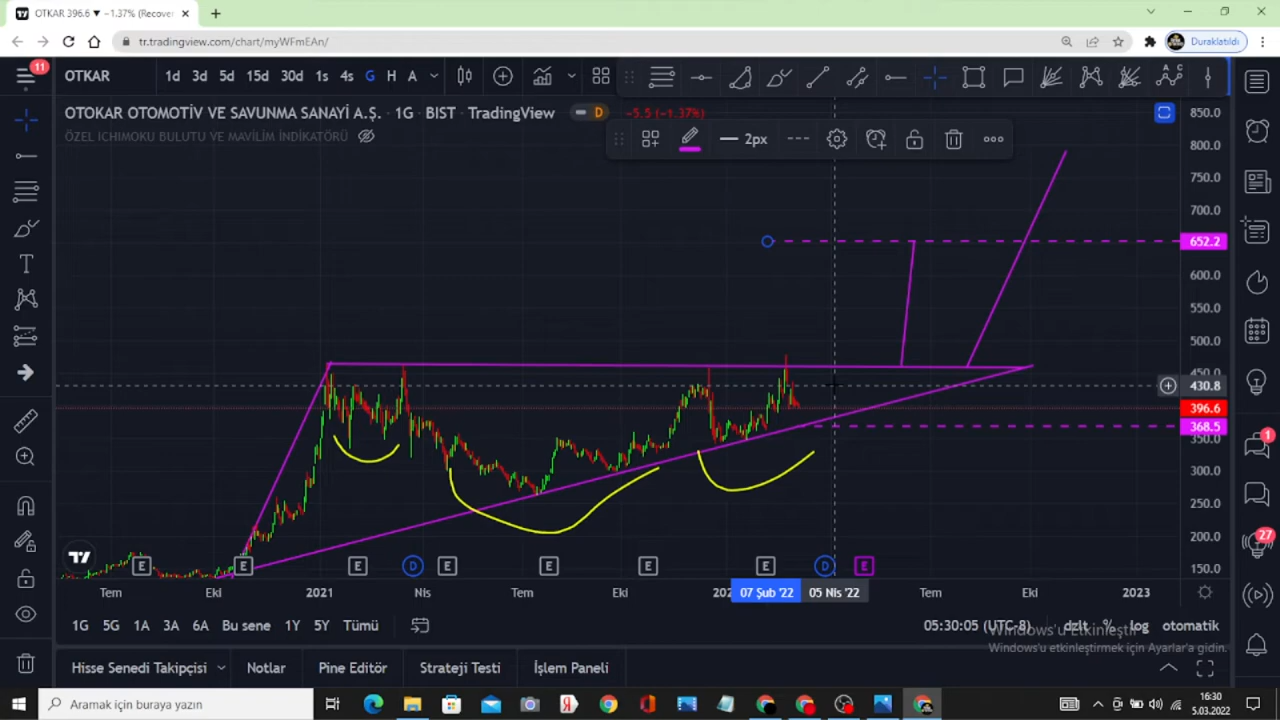 OTKAR 396.6 ▼ −1.37% (Recover
tr.tradingview.com/chart/myWFmEAn/
Duraklatıldı
11
OTKAR
1d 3d 5d 15d 30d 1s 4s G H A
OTOKAR OTOMOTİV VE SAVUNMA SANAYİ A.Ş. · 1G · BIST · TradingView
D
−5.5 (−1.37%)
ÖZEL ICHIMOKU BULUTU VE MAVİLİM İNDİKATÖRÜ
2px
850.0
800.0
750.0
700.0
652.2
600.0
550.0
500.0
450.0
430.8
396.6
368.5
350.0
300.0
250.0
200.0
150.0
1
27
E E E D E E E E D E
Tem Eki 2021 Nis Tem Eki 07 Şub '22 05 Nis '22 Tem Eki 2023
1G 5G 1A 3A 6A Bu sene 1Y 5Y Tümü
05:30:05 (UTC-8) dzlt % log otomatik
Windows'u Etkinleştir
Windows'u etkinleştirmek için Ayarlar'a gidin.
Hisse Senedi Takipçisi Notlar Pine Editör Strateji Testi İşlem Paneli
Aramak için buraya yazın
16:30
5.03.2022